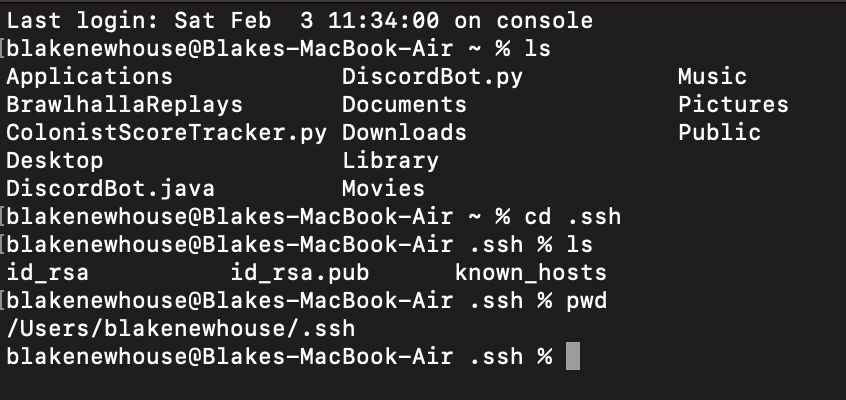 Last login: Sat Feb  3 11:34:00 on console
[blakenewhouse@Blakes-MacBook-Air ~ % ls
Applications            DiscordBot.py           Music
BrawlhallaReplays       Documents               Pictures
ColonistScoreTracker.py Downloads               Public
Desktop                 Library
DiscordBot.java         Movies
[blakenewhouse@Blakes-MacBook-Air ~ % cd .ssh
[blakenewhouse@Blakes-MacBook-Air .ssh % ls
id_rsa          id_rsa.pub      known_hosts
[blakenewhouse@Blakes-MacBook-Air .ssh % pwd
/Users/blakenewhouse/.ssh
blakenewhouse@Blakes-MacBook-Air .ssh %